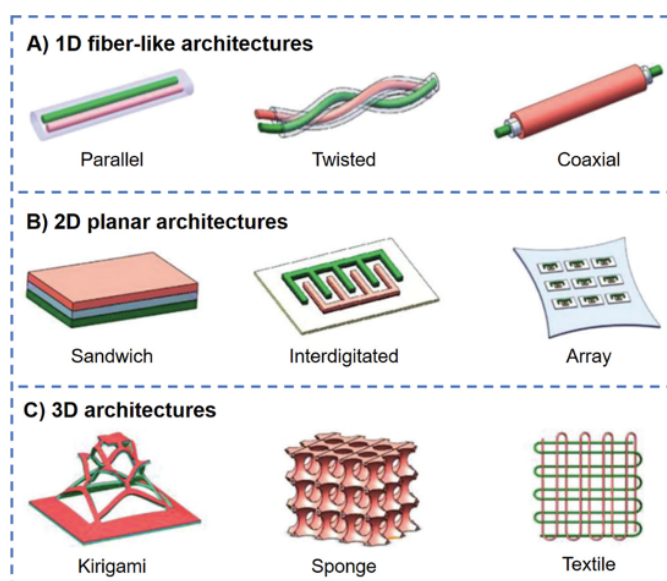 A) 1D fiber-like architectures
Parallel Twisted Coaxial
B) 2D planar architectures
Sandwich Interdigitated Array
C) 3D architectures
Kirigami Sponge Textile